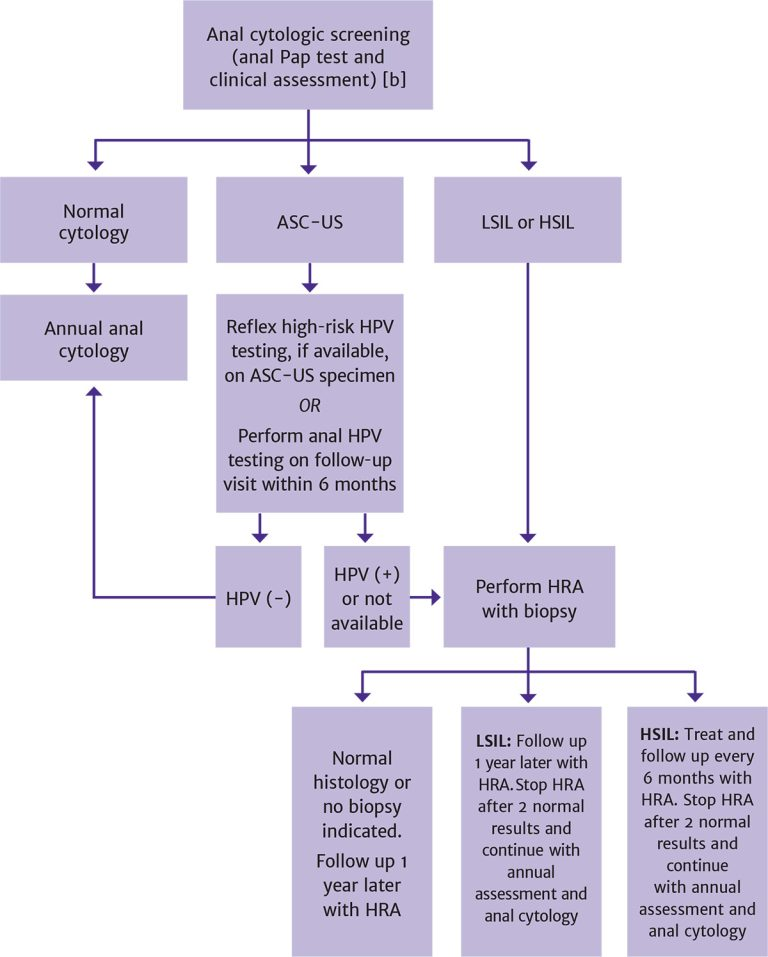 Anal cytologic screening
(anal Pap test and
clinical assessment) [b]
Normal
cytology
ASC-US
LSIL or HSIL
Annual anal
cytology
Reflex high-risk HPV
testing, if available,
on ASC-US specimen
OR
Perform anal HPV
testing on follow-up
visit within 6 months
HPV (-)
HPV (+)
or not
available
Perform HRA
with biopsy
Normal
histology or
no biopsy
indicated.
Follow up 1
year later
with HRA
LSIL: Follow up
1 year later with
HRA. Stop HRA
after 2 normal
results and
continue with
annual
assessment and
anal cytology
HSIL: Treat and
follow up every
6 months with
HRA. Stop HRA
after 2 normal
results and
continue
with annual
assessment and
anal cytology